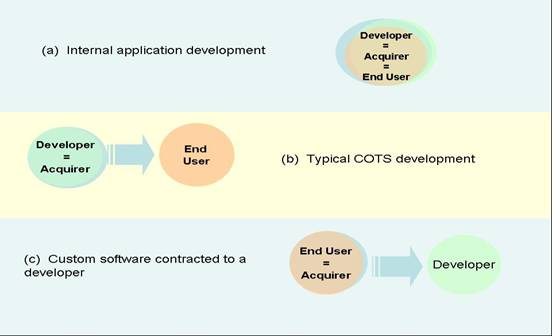 (a) Internal application development
Developer
=
Acquirer
=
End User
Developer
=
Acquirer
End
User
(b) Typical COTS development
(c) Custom software contracted to a
developer
End User
=
Acquirer
Developer